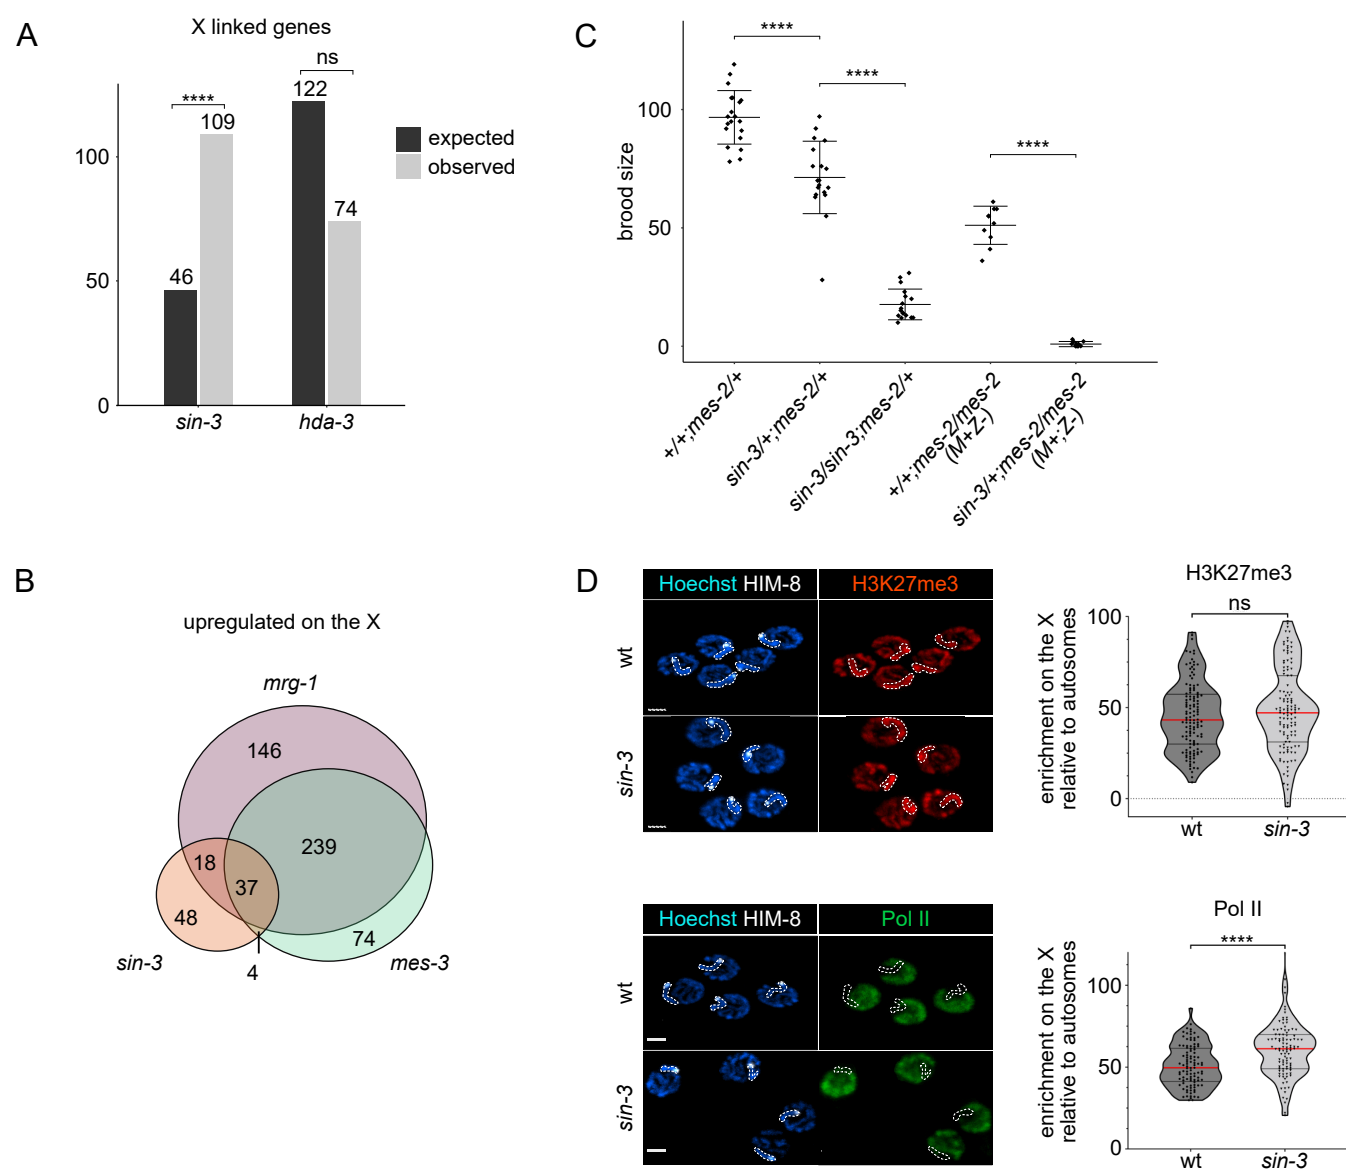 A
X linked genes
ns
122
****
109
expected
observed
100
74
46
50
0
sin-3
hda-3
C
****
****
****
100
brood size
50
0
+/+;mes-2/+
sin-3/+;mes-2/+
sin-3/sin-3;mes-2/+
+/+;mes-2/mes-2
(M+Z-)
sin-3/+;mes-2/mes-2
(M+;Z-)
B
upregulated on the X
mrg-1
146
239
18
37
48
74
4
sin-3
mes-3
D
Hoechst HIM-8
H3K27me3
wt
sin-3
H3K27me3
ns
enrichment on the X
relative to autosomes
100
50
0
wt
sin-3
Hoechst HIM-8
Pol II
wt
sin-3
Pol II
****
enrichment on the X
relative to autosomes
100
50
0
wt
sin-3